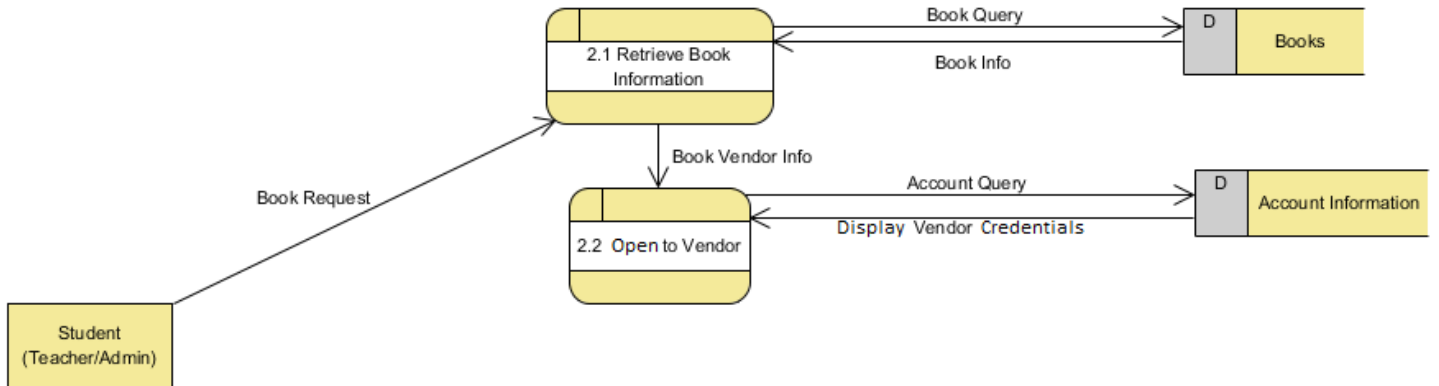 Book Query
D
Books
2.1 Retrieve Book
Information
Book Info
Book Vendor Info
Book Request
Account Query
D
Account Information
Display Vendor Credentials
2.2 Open to Vendor
Student
(Teacher/Admin)